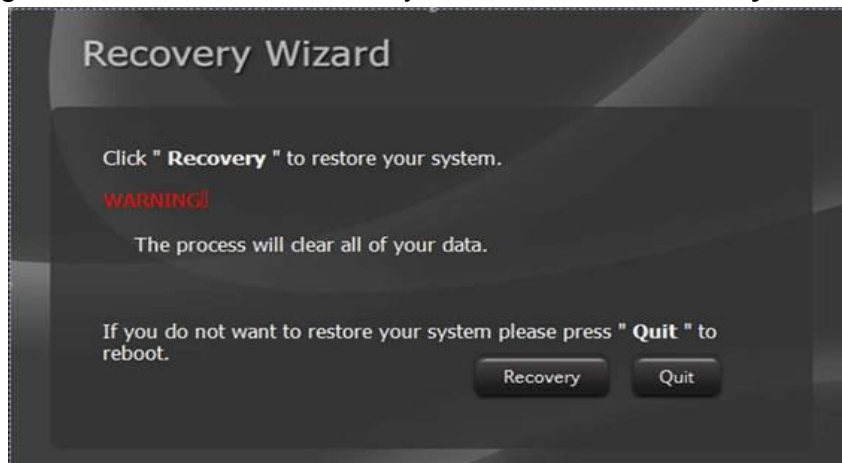 Recovery Wizard
Click " Recovery " to restore your system.
WARNING
The process will clear all of your data.
If you do not want to restore your system please press " Quit " to
reboot.
Recovery Quit